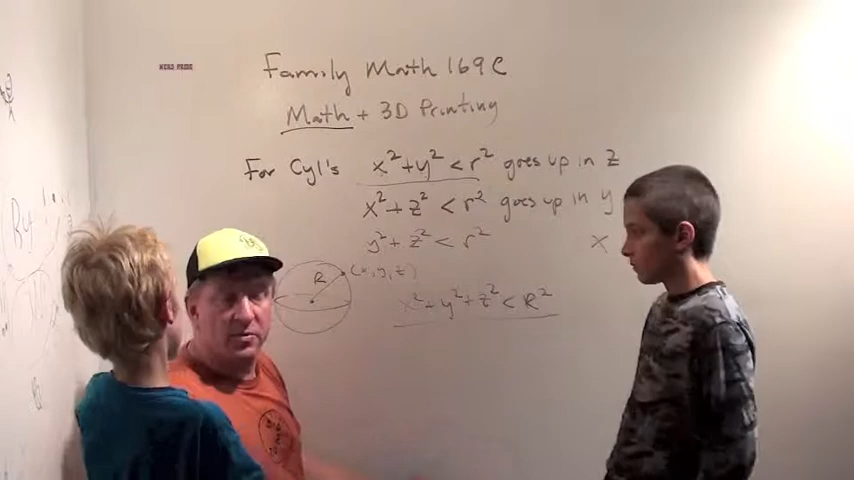 Family Math 169c
Math + 3D Printing
For Cyl's x²+y² < r² goes up in z
x²+z² < r² goes up in y
y²+z² < r² x
R (x,y,z)
x²+y²+z² < R²